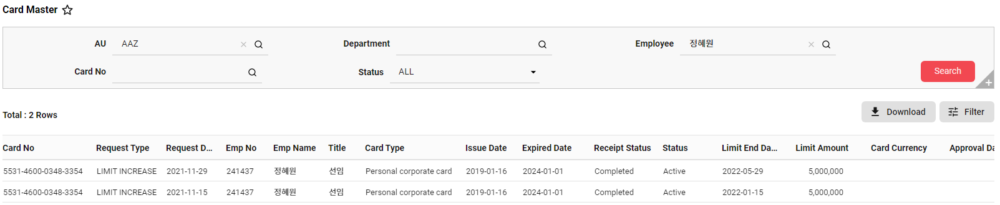 Card Master
AU AAZ Department Employee 정혜원
Card No Status ALL Search
Total : 2 Rows Download Filter
Card No Request Type Request D... Emp No Emp Name Title Card Type Issue Date Expired Date Receipt Status Status Limit End Da... Limit Amount Card Currency Approval Da
5531-4600-0348-3354 LIMIT INCREASE 2021-11-29 241437 정혜원 선임 Personal corporate card 2019-01-16 2024-01-01 Completed Active 2022-05-29 5,000,000
5531-4600-0348-3354 LIMIT INCREASE 2021-11-15 241437 정혜원 선임 Personal corporate card 2019-01-16 2024-01-01 Completed Active 2022-01-15 5,000,000